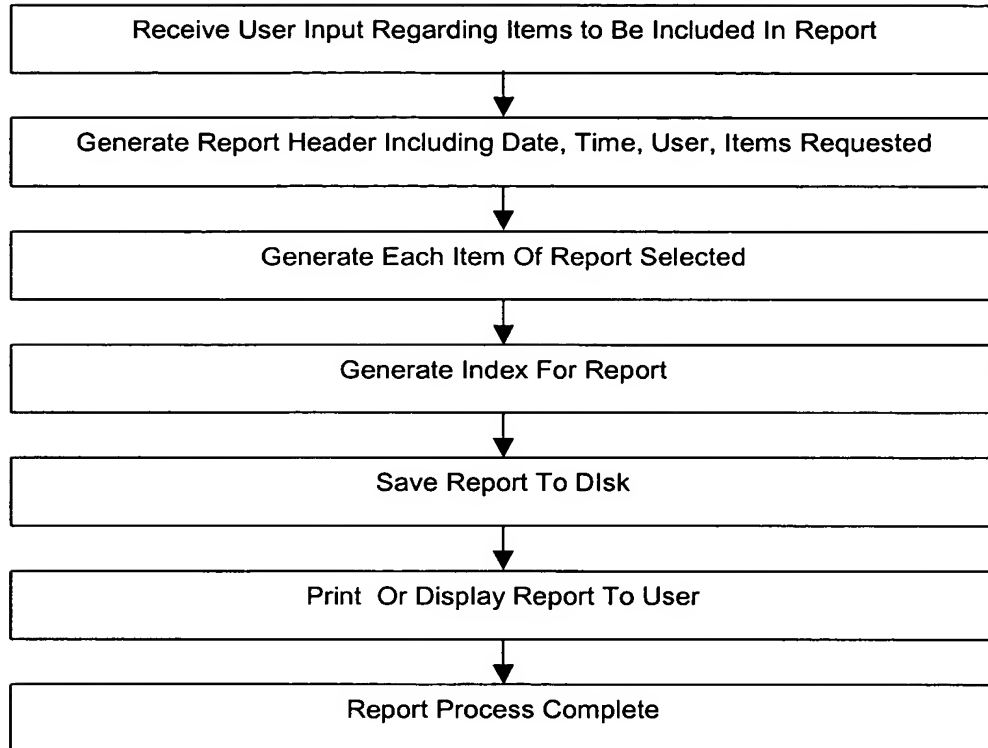 Receive User Input Regarding Items to Be Included In Report
Generate Report Header Including Date, Time, User, Items Requested
Generate Each Item Of Report Selected
Generate Index For Report
Save Report To DIsk
Print Or Display Report To User
Report Process Complete